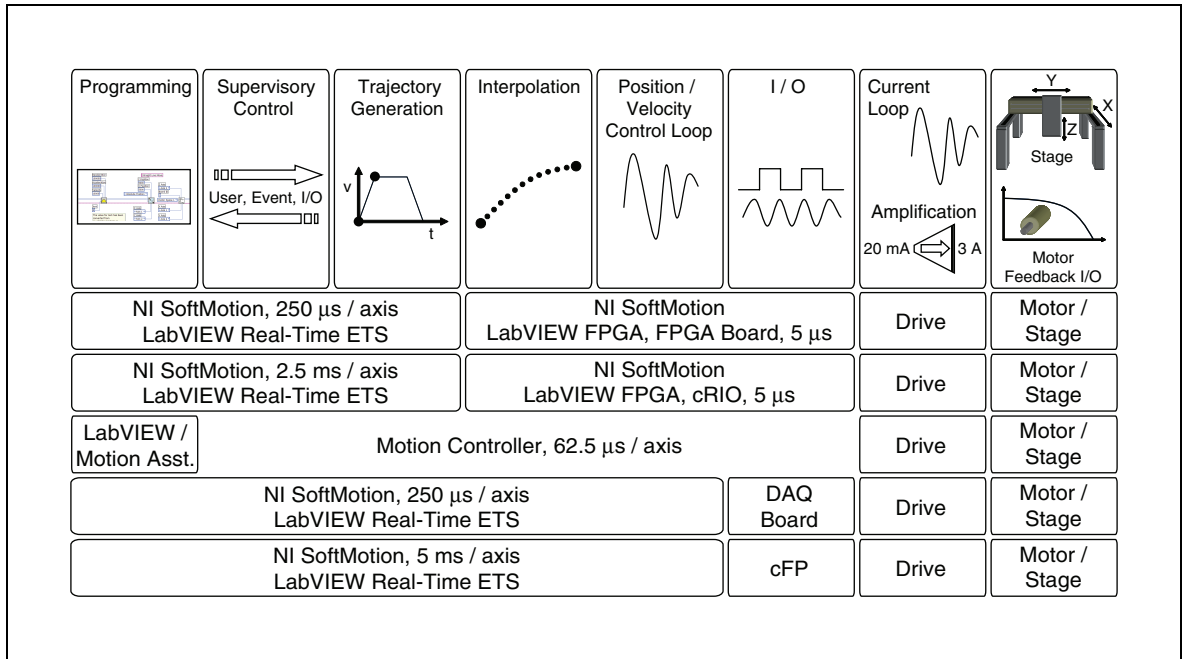 Programming
Supervisory
Control
User, Event, I/O
Trajectory
Generation
v
t
Interpolation
Position /
Velocity
Control Loop
I / O
Current
Loop
Amplification
20 mA
3 A
Y
X
Z
Stage
Motor
Feedback I/O
NI SoftMotion, 250 μs / axis
LabVIEW Real-Time ETS
NI SoftMotion
LabVIEW FPGA, FPGA Board, 5 μs
Drive
Motor /
Stage
NI SoftMotion, 2.5 ms / axis
LabVIEW Real-Time ETS
NI SoftMotion
LabVIEW FPGA, cRIO, 5 μs
Drive
Motor /
Stage
LabVIEW /
Motion Asst.
Motion Controller, 62.5 μs / axis
Drive
Motor /
Stage
NI SoftMotion, 250 μs / axis
LabVIEW Real-Time ETS
DAQ
Board
Drive
Motor /
Stage
NI SoftMotion, 5 ms / axis
LabVIEW Real-Time ETS
cFP
Drive
Motor /
Stage